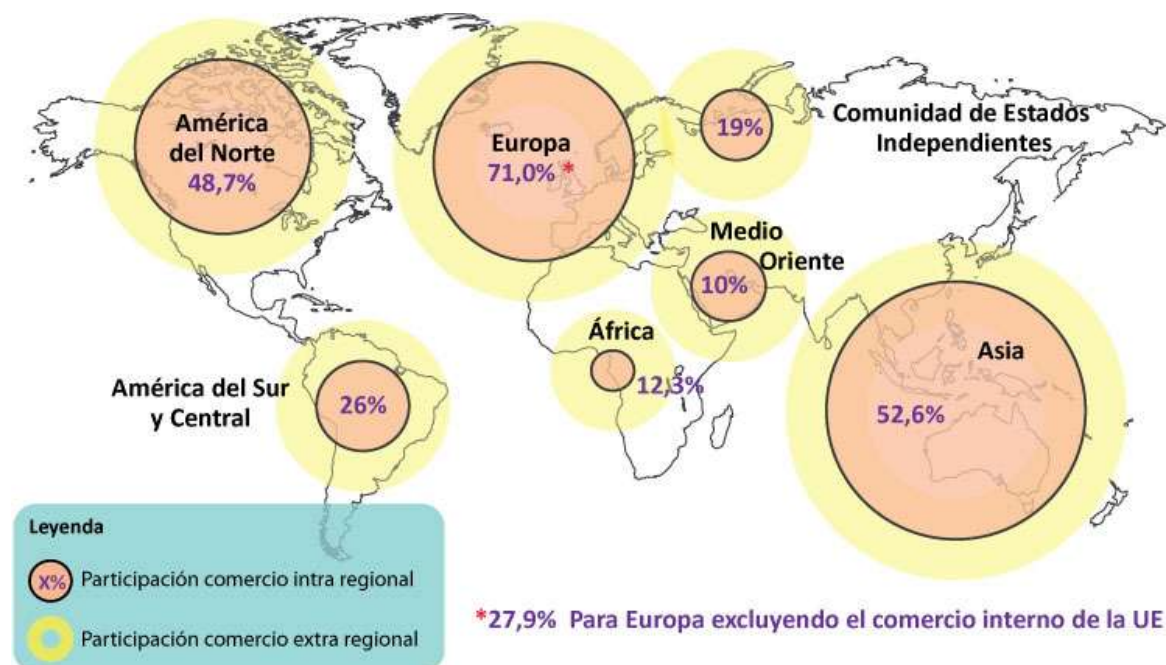 América
del Norte
48,7%
Europa
71,0% *
19%
Comunidad de Estados
Independientes
Medio
Oriente
10%
África
12,3%
Asia
52,6%
América del Sur
y Central
26%
Leyenda
X% Participación comercio intra regional
Participación comercio extra regional
*27,9% Para Europa excluyendo el comercio interno de la UE